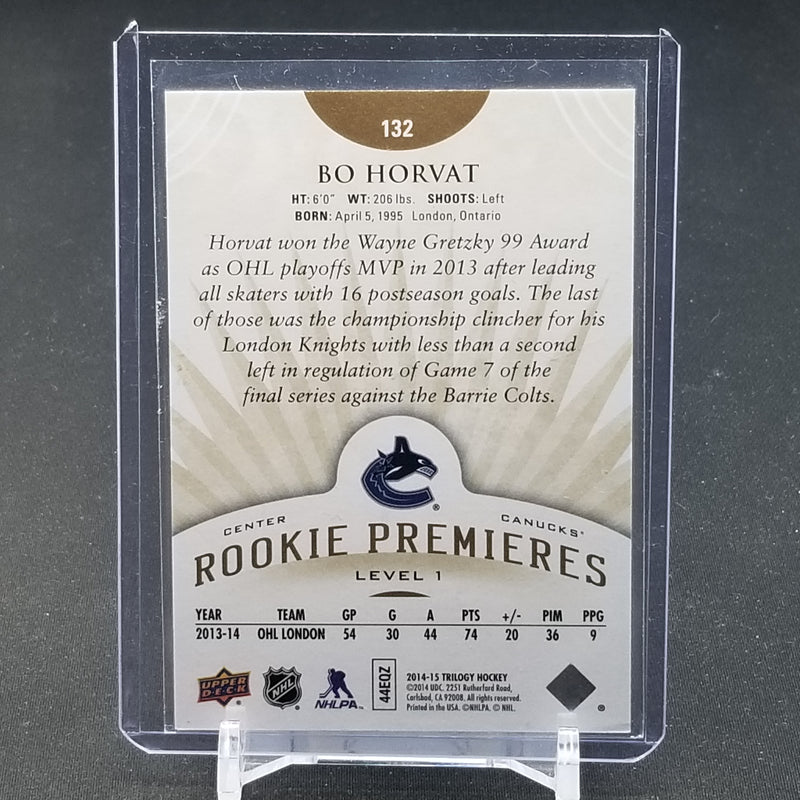 132
BO HORVAT
HT: 6'0" WT: 206 lbs. SHOOTS: Left
BORN: April 5, 1995 London, Ontario
Horvat won the Wayne Gretzky 99 Award
as OHL playoffs MVP in 2013 after leading
all skaters with 16 postseason goals. The last
of those was the championship clincher for his
London Knights with less than a second
left in regulation of Game 7 of the
final series against the Barrie Colts.
®
CENTER CANUCKS®
ROOKIE PREMIERES
LEVEL 1
YEAR TEAM GP G A PTS +/- PIM PPG
2013-14 OHL LONDON 54 30 44 74 20 36 9
UPPER DECK ® NHL ® NHLPA 44EQZ
2014-15 TRILOGY HOCKEY
©2014 UDC. 2251 Rutherford Road,
Carlsbad, CA 92008. All rights reserved.
Printed in the USA. ©NHLPA. © NHL.
®